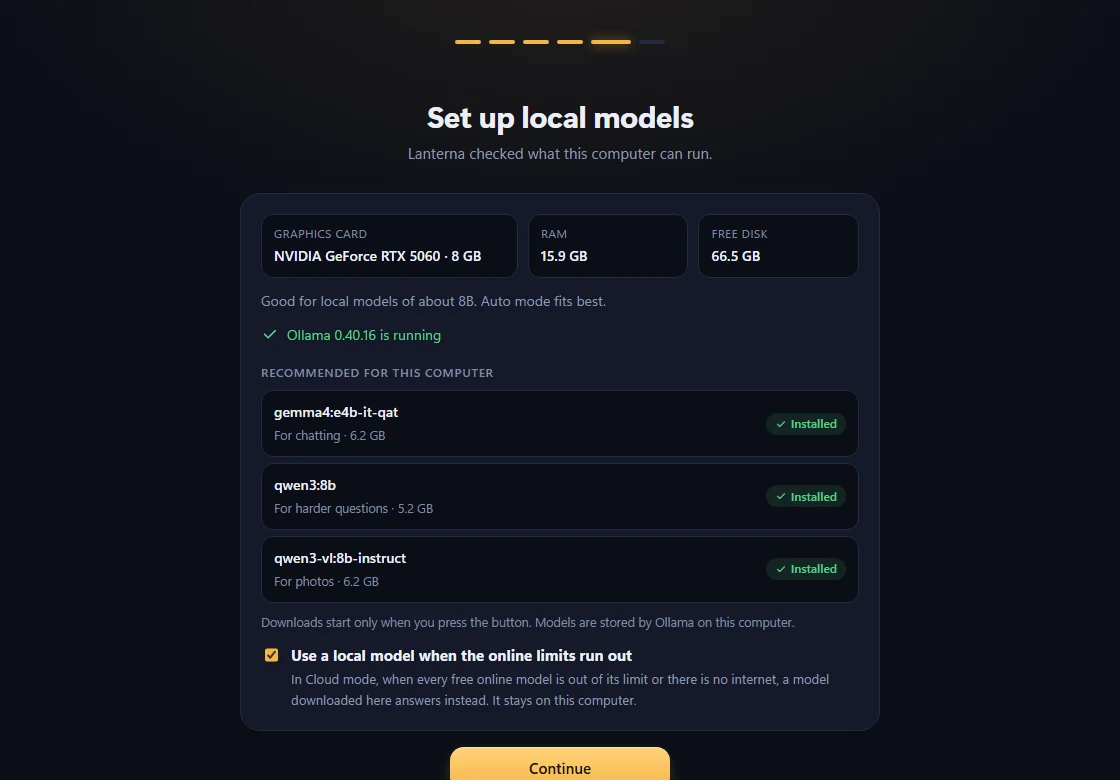 Set up local models
Lanterna checked what this computer can run.
GRAPHICS CARD
NVIDIA GeForce RTX 5060 · 8 GB
RAM
15.9 GB
FREE DISK
66.5 GB
Good for local models of about 8B. Auto mode fits best.
Ollama 0.40.16 is running
RECOMMENDED FOR THIS COMPUTER
gemma4:e4b-it-qat
For chatting · 6.2 GB
Installed
qwen3:8b
For harder questions · 5.2 GB
Installed
qwen3-vl:8b-instruct
For photos · 6.2 GB
Installed
Downloads start only when you press the button. Models are stored by Ollama on this computer.
Use a local model when the online limits run out
In Cloud mode, when every free online model is out of its limit or there is no internet, a model
downloaded here answers instead. It stays on this computer.
Continue